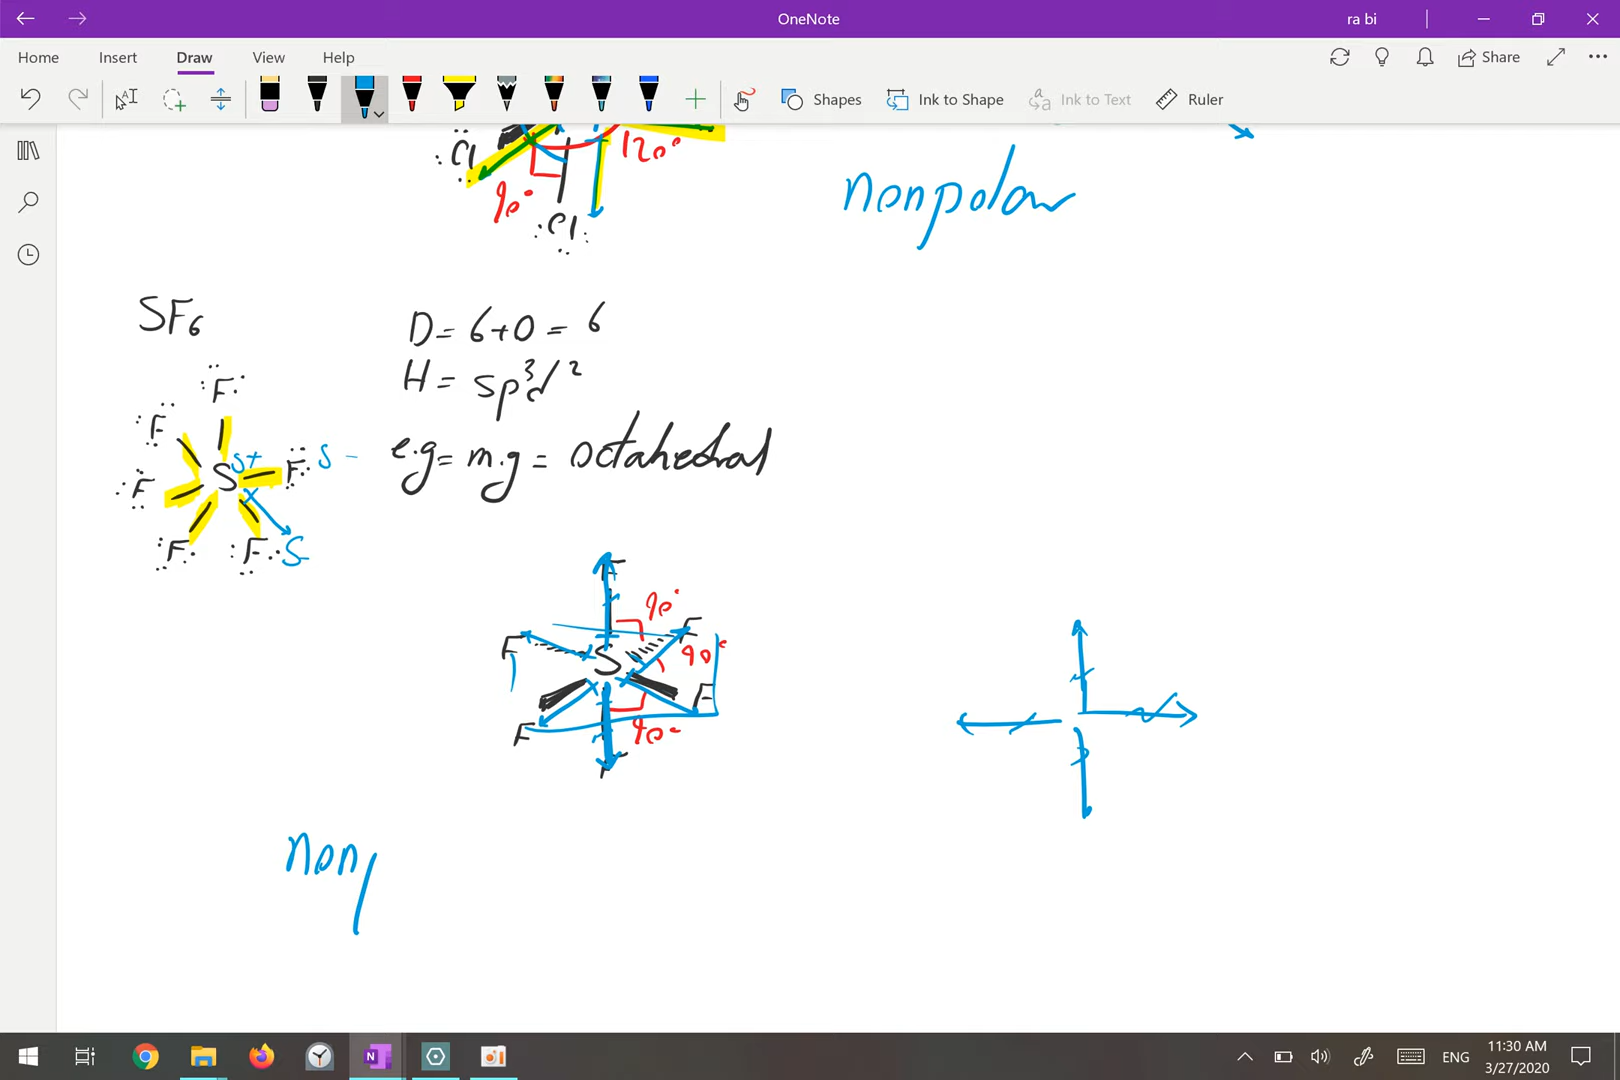 OneNote
ra bi
Home Insert Draw View Help
Share
Shapes
Ink to Shape
Ink to Text
Ruler
:Cl
120°
90°
:Cl:
nonpolar
SF6
D = 6+0 = 6
H = sp³d²
e.g = m.g = octahedral
F
F
F
S
S+
F
S-
F
F
S
F
90°
F
F
90°
S
F
F
90°
F
nonp
ENG
11:30 AM
3/27/2020